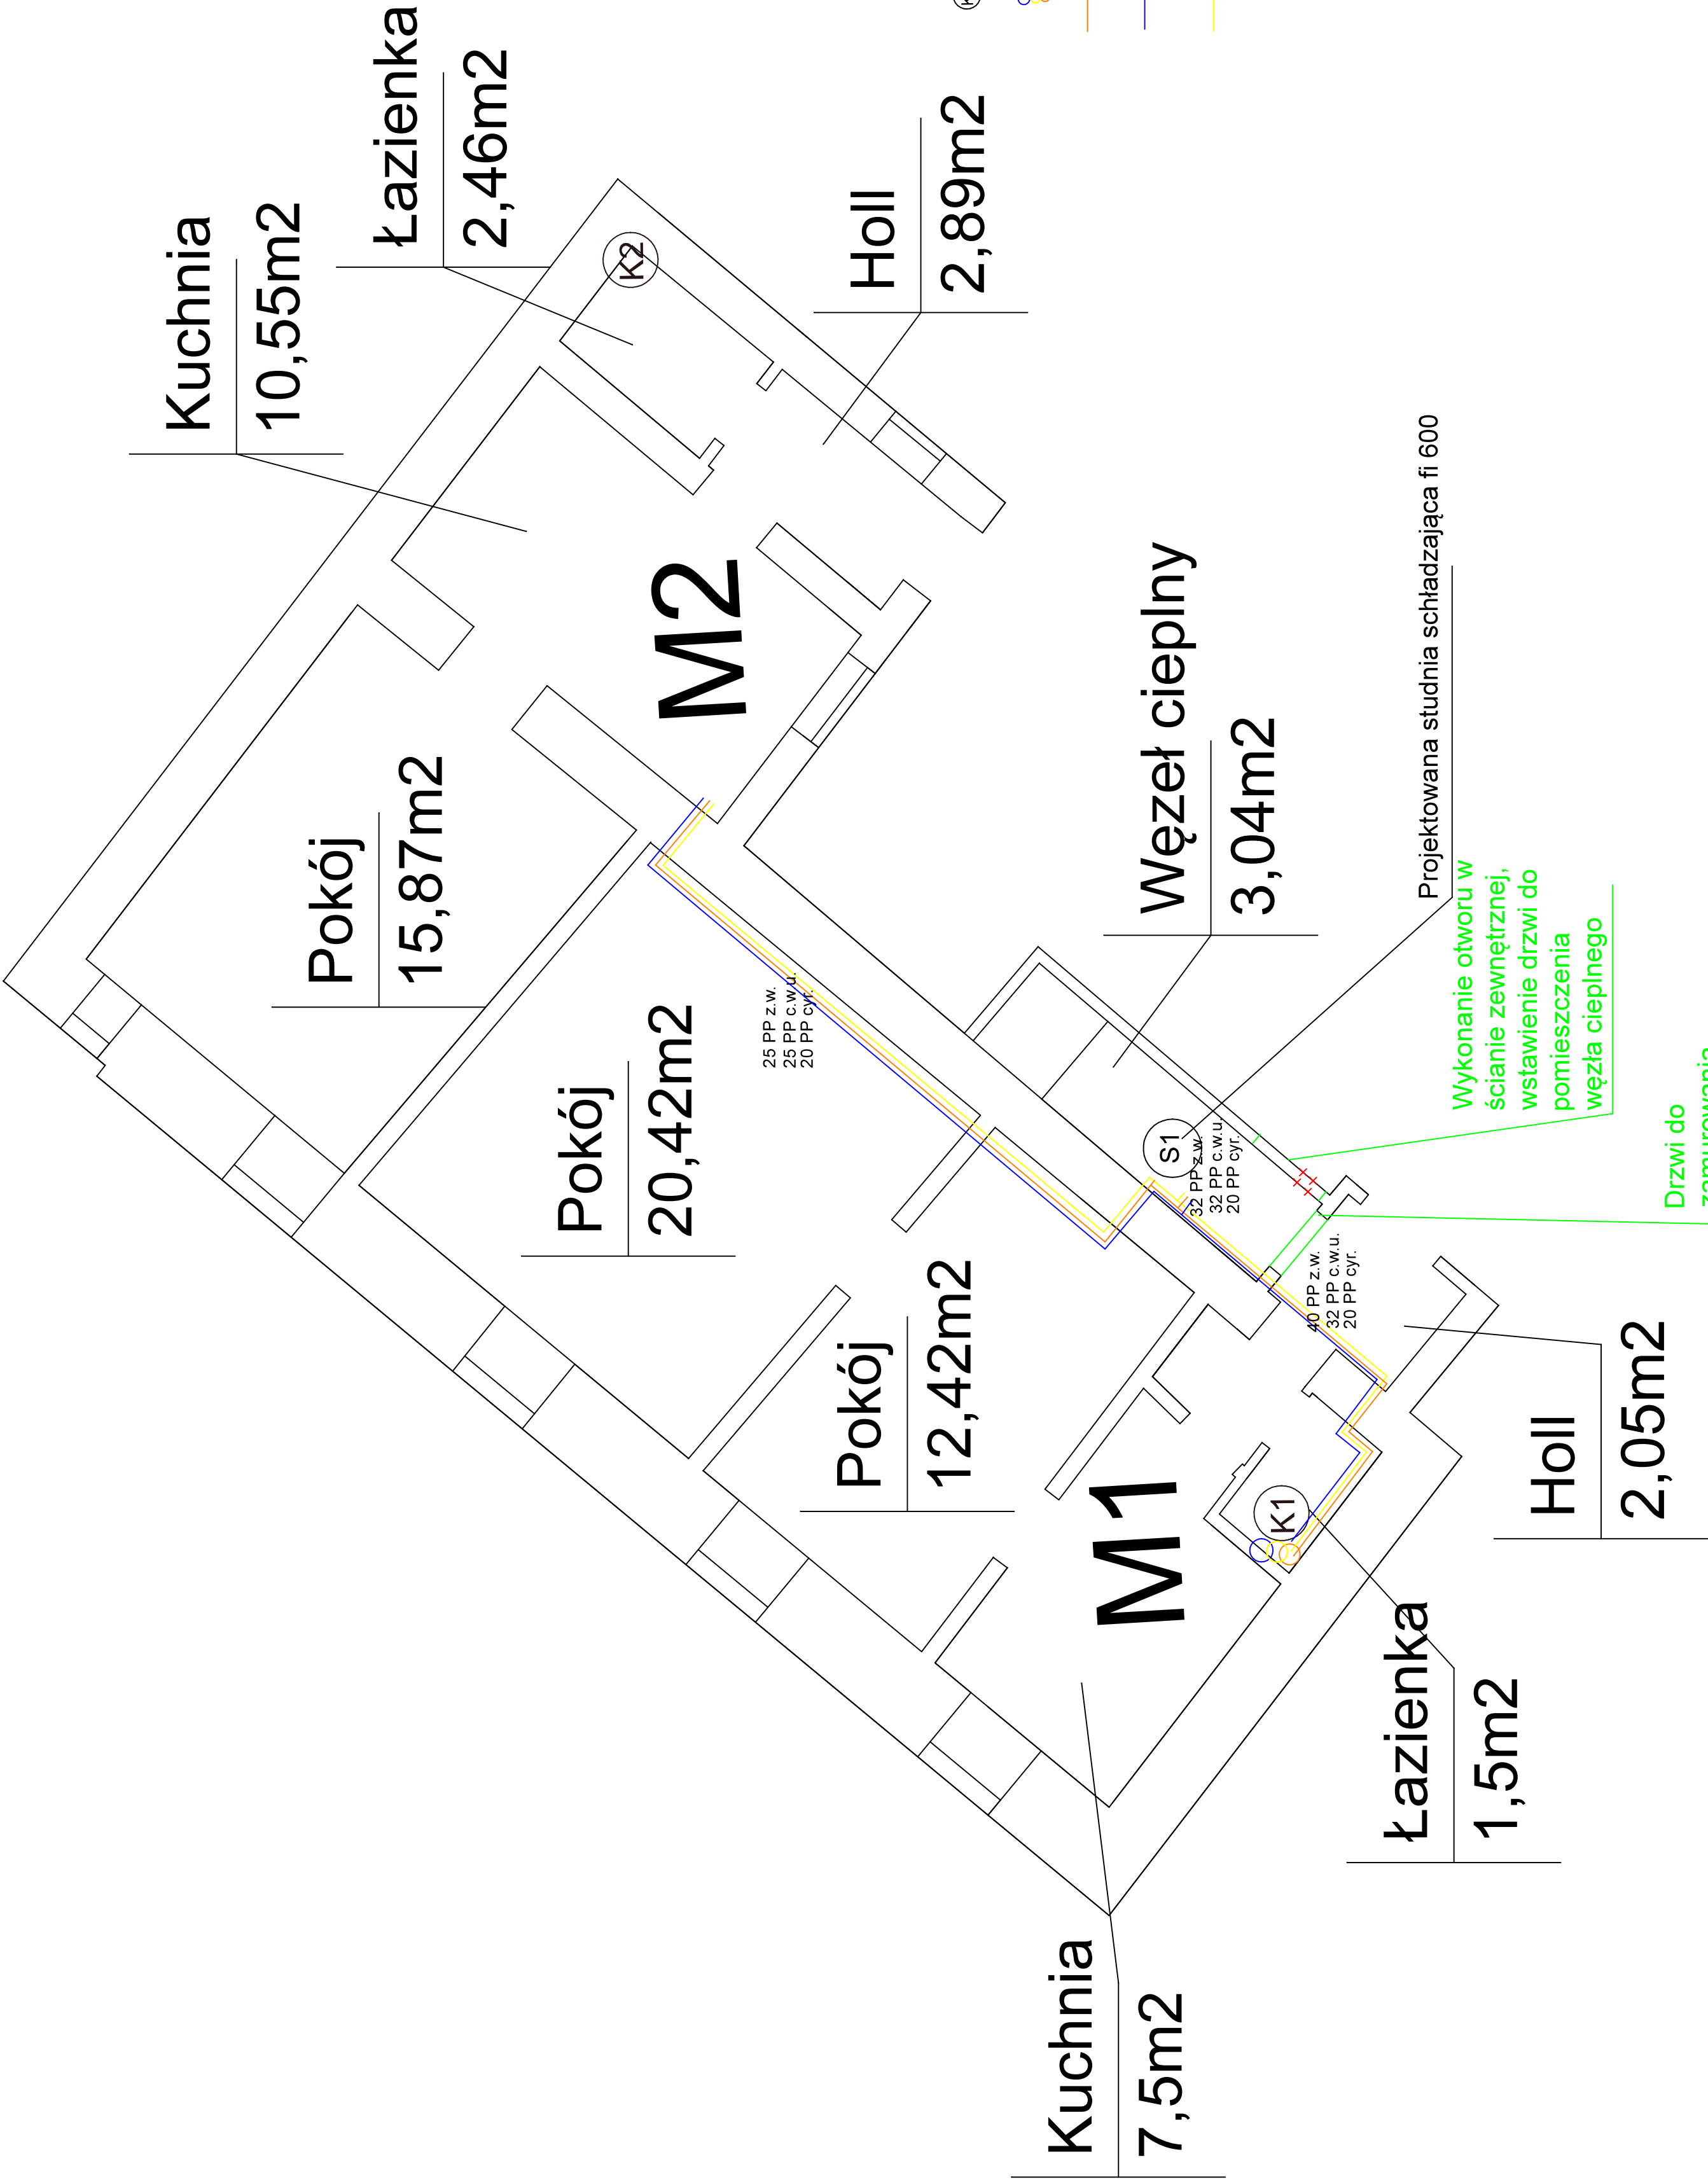 Kuchnia
10,55m2
Łazienka
2,46m2
Holl
2,89m2
K2
M2
Pokój
15,87m2
Pokój
20,42m2
25 PP z.w.
25 PP c.w.u.
20 PP cyr.
Węzeł cieplny
3,04m2
Projektowana studnia schładzająca fi 600
Wykonanie otworu w
ścianie zewnętrznej,
wstawienie drzwi do
pomieszczenia
węzła cieplnego
Drzwi do
zamurowania
S1
32 PP z.w.
32 PP c.w.u.
20 PP cyr.
40 PP z.w.
32 PP c.w.u.
20 PP cyr.
Pokój
12,42m2
M1
K1
Holl
2,05m2
Łazienka
1,5m2
Kuchnia
7,5m2